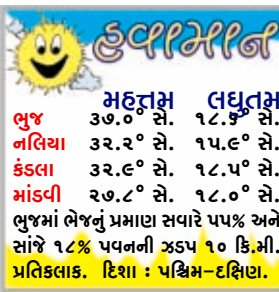 હવામાન
મહત્તમ લઘુતમ
ભુજ ૩૭.૦° સે. ૧૮.૬° સે.
નલિયા ૩૨.૨° સે. ૧૫.૯° સે.
કંડલા ૩૨.૯° સે. ૧૮.૫° સે.
માંડવી ૨૯.૮° સે. ૧૮.૦° સે.
ભુજમાં ભેજનું પ્રમાણ સવારે ૫૫% અને
સાંજે ૧૮% પવનની ઝડપ ૧૦ કિ.મી.
પ્રતિકલાક. દિશા : પશ્ચિમ-દક્ષિણ.